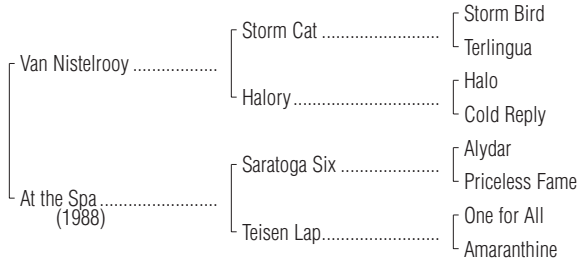 Storm Bird
Storm Cat ........................
Terlingua
Van Nistelrooy .................
Halo
Halory ..............................
Cold Reply
Alydar
Saratoga Six ....................
Priceless Fame
At the Spa ........................
(1988)
One for All
Teisen Lap ........................
Amaranthine